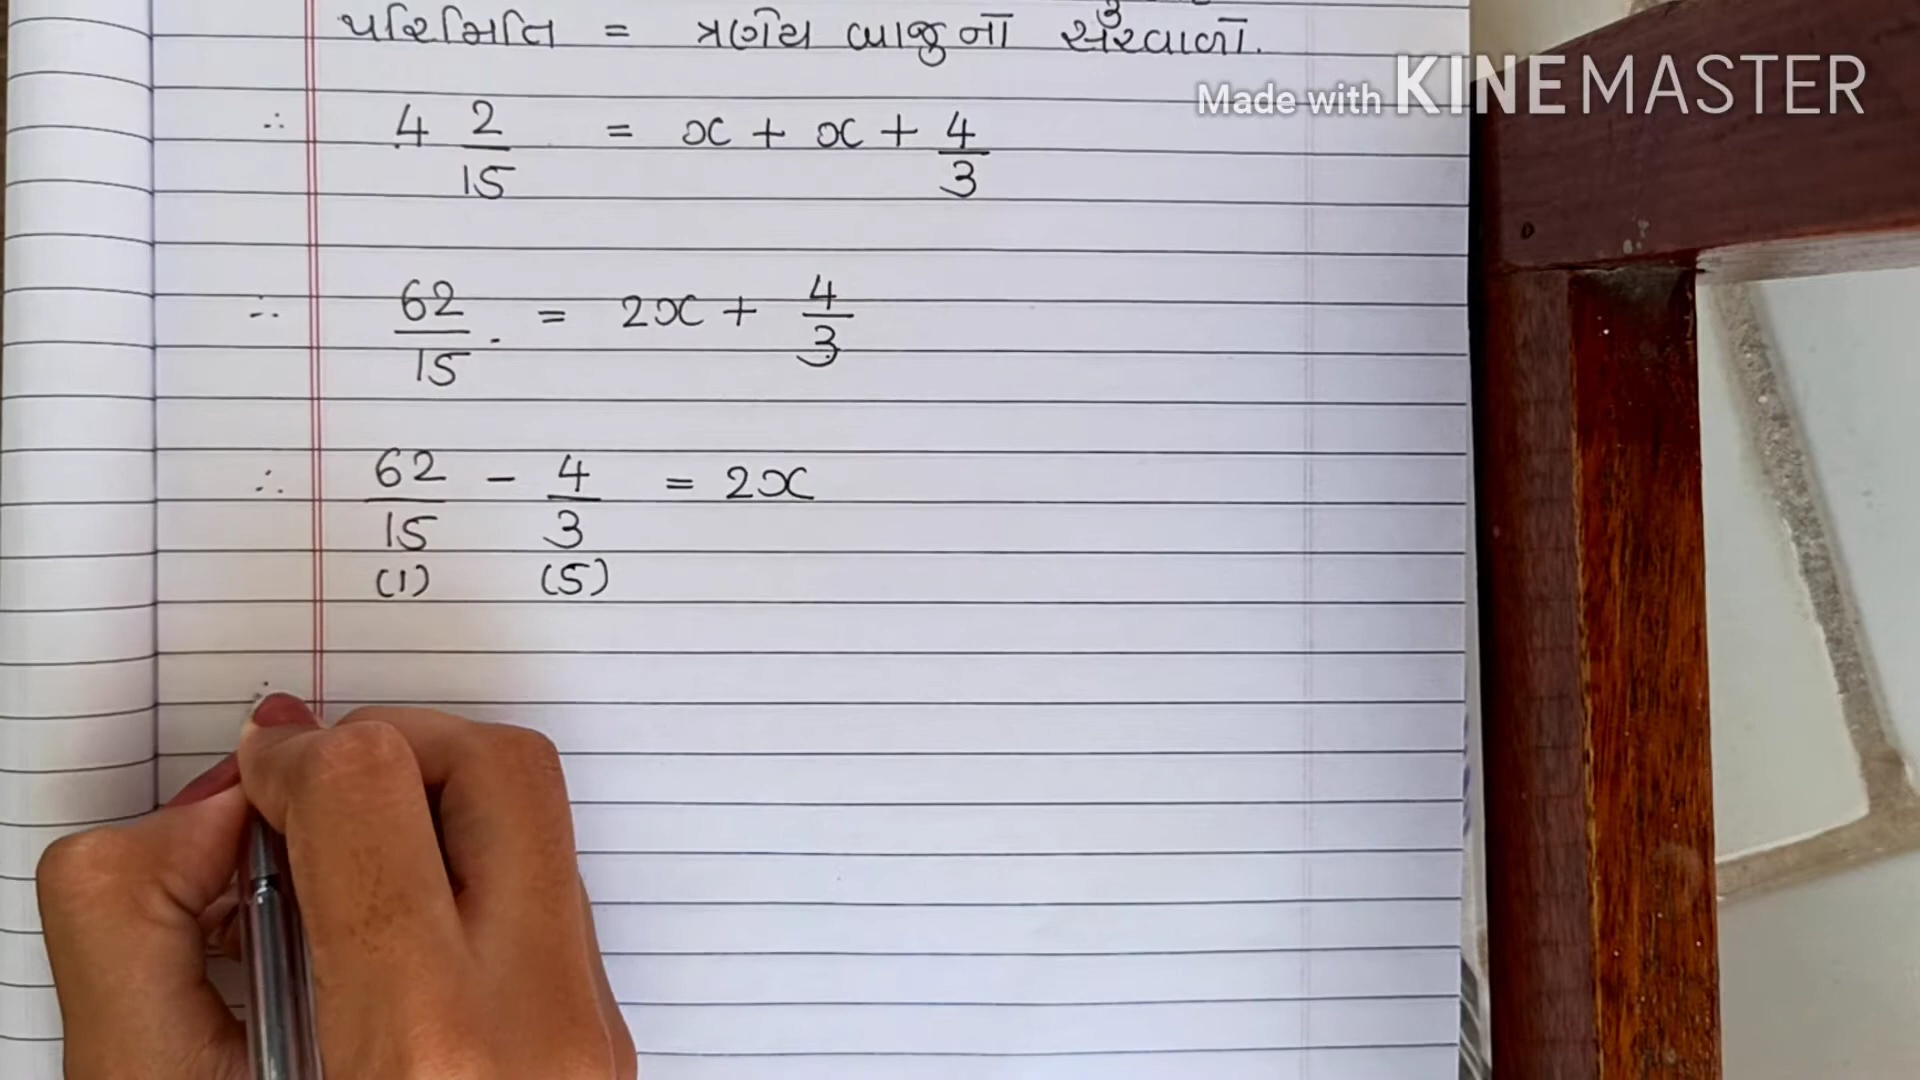 પરિમિતિ = ત્રણેય બાજુનો સરવાળો.
Made with KINEMASTER
∴ 4 2/15 = x + x + 4/3
∴ 62/15 = 2x + 4/3
∴ 62/15 - 4/3 = 2x
(1) (5)
∴